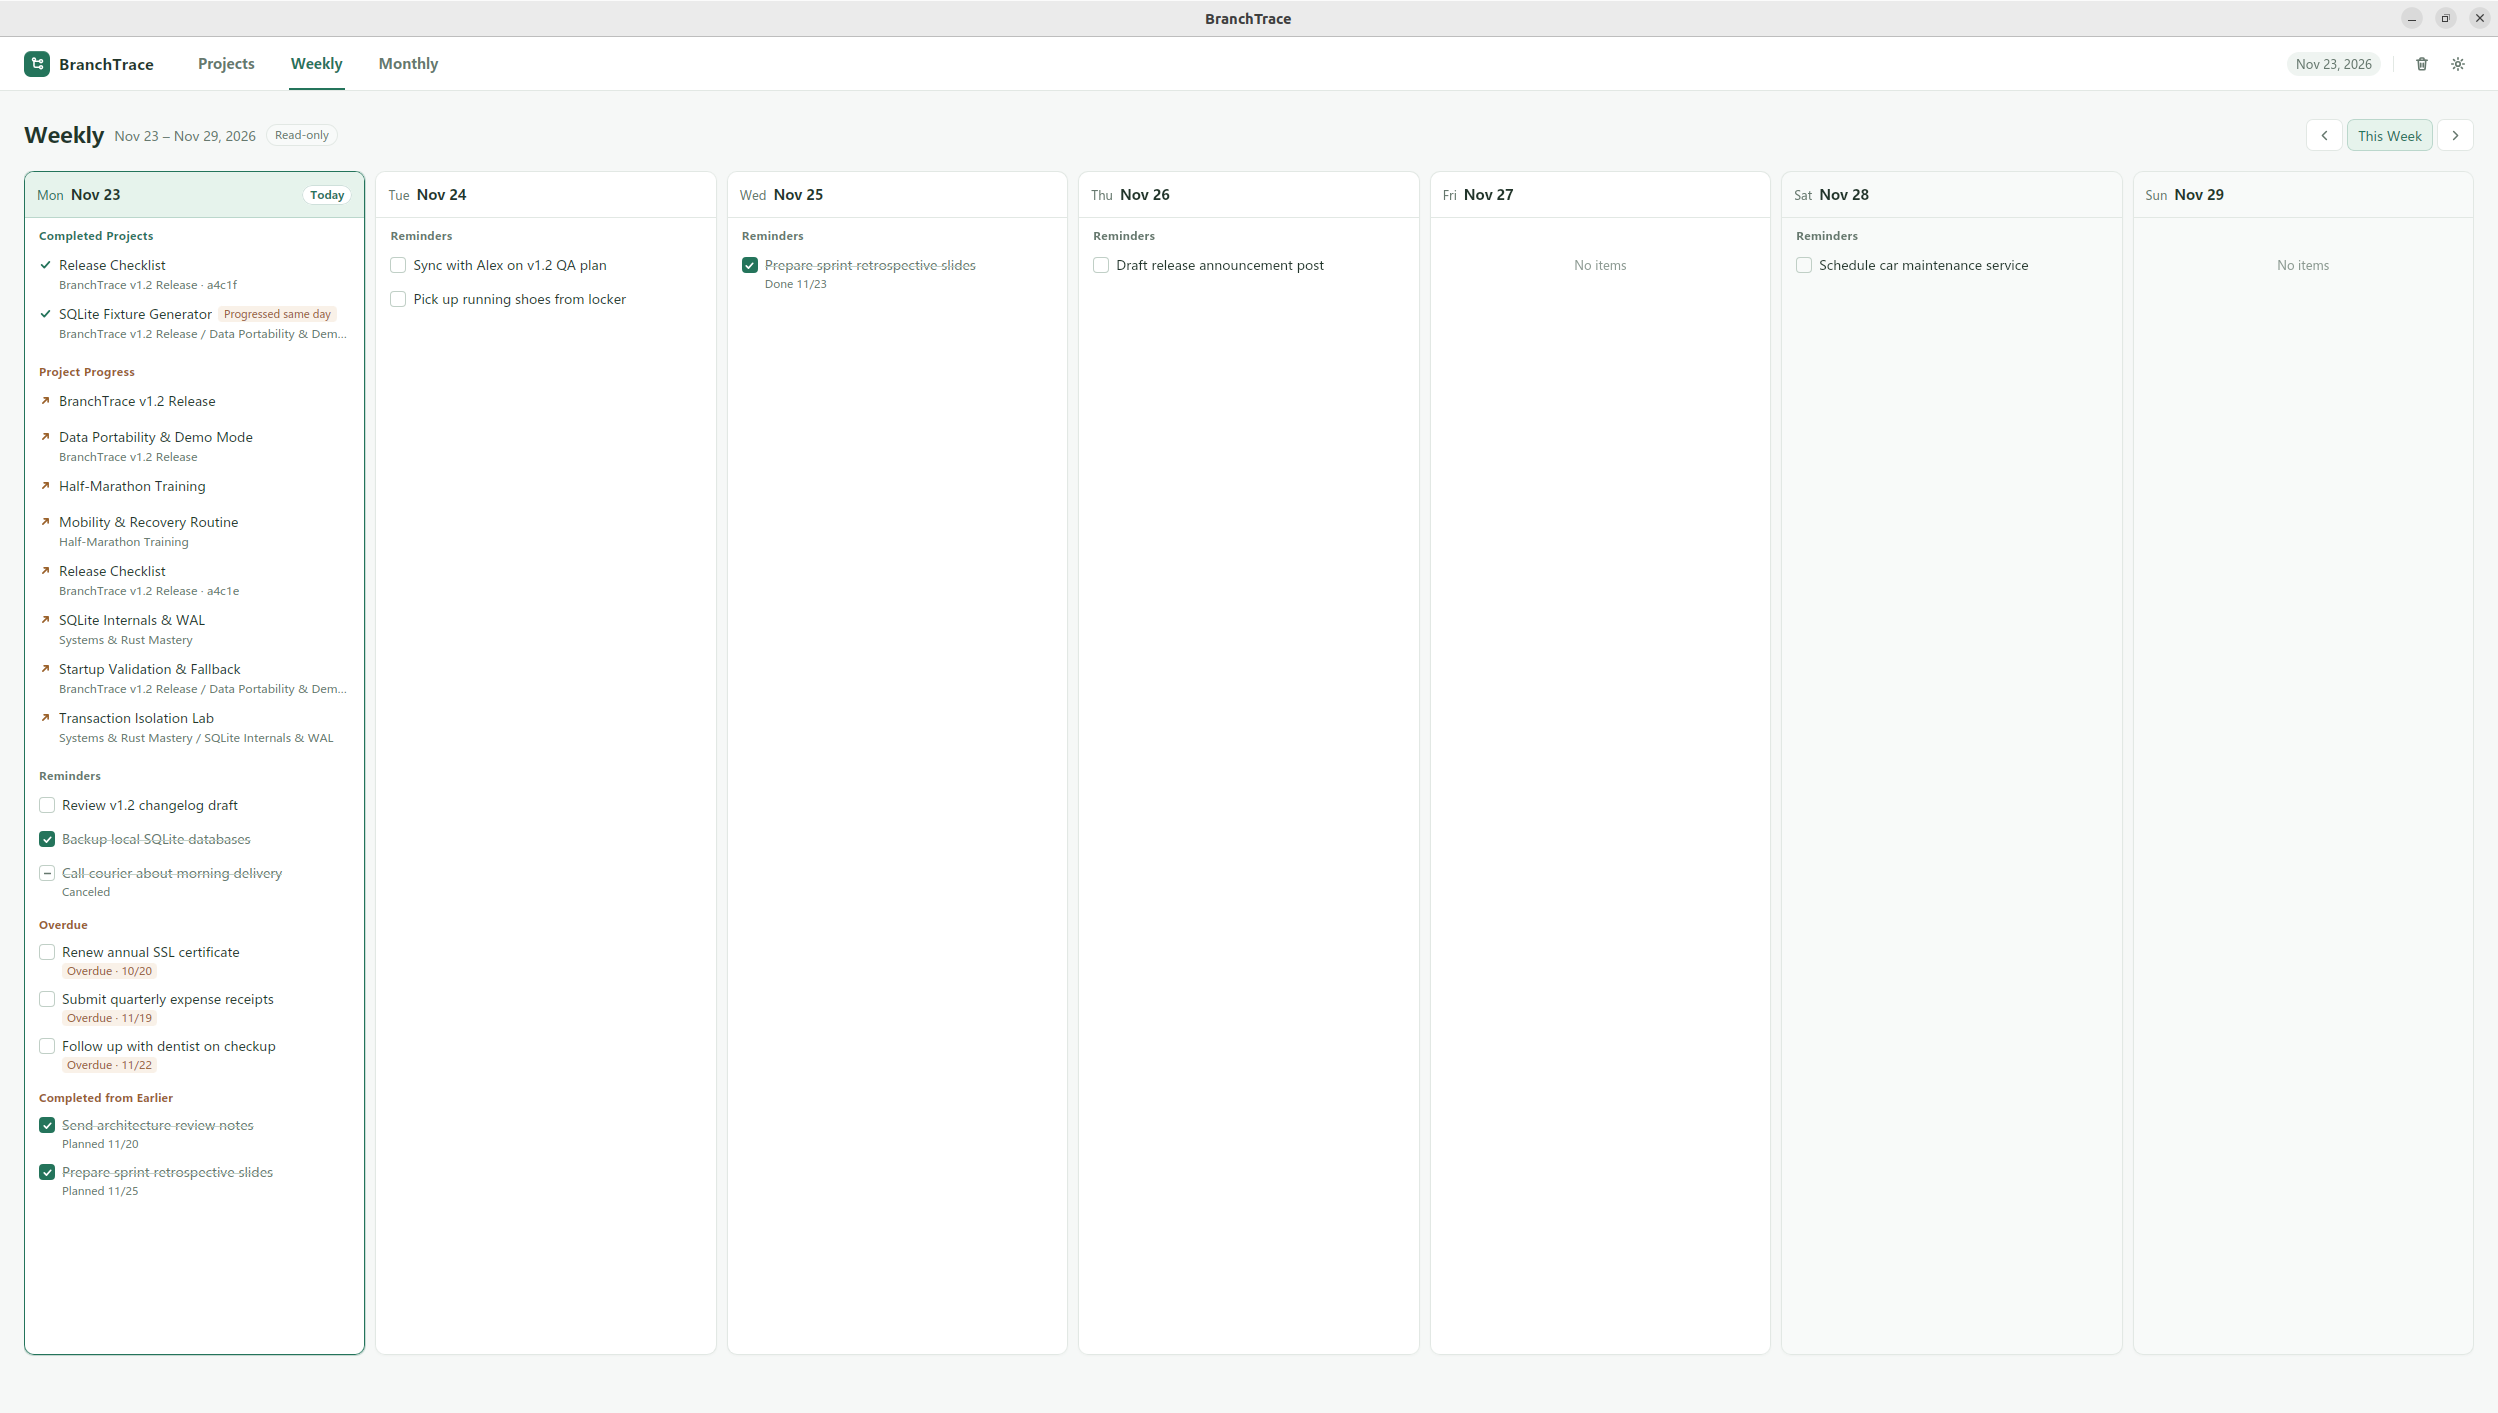 BranchTrace
BranchTrace
Projects
Weekly
Monthly
Nov 23, 2026
Weekly Nov 23 – Nov 29, 2026 Read-only
This Week
Mon Nov 23 Today
Completed Projects
Release Checklist
BranchTrace v1.2 Release · a4c1f
SQLite Fixture Generator Progressed same day
BranchTrace v1.2 Release / Data Portability & Dem...
Project Progress
BranchTrace v1.2 Release
Data Portability & Demo Mode
BranchTrace v1.2 Release
Half-Marathon Training
Mobility & Recovery Routine
Half-Marathon Training
Release Checklist
BranchTrace v1.2 Release · a4c1e
SQLite Internals & WAL
Systems & Rust Mastery
Startup Validation & Fallback
BranchTrace v1.2 Release / Data Portability & Dem...
Transaction Isolation Lab
Systems & Rust Mastery / SQLite Internals & WAL
Reminders
Review v1.2 changelog draft
Backup local SQLite databases
Call courier about morning delivery
Canceled
Overdue
Renew annual SSL certificate
Overdue · 10/20
Submit quarterly expense receipts
Overdue · 11/19
Follow up with dentist on checkup
Overdue · 11/22
Completed from Earlier
Send architecture review notes
Planned 11/20
Prepare sprint retrospective slides
Planned 11/25
Tue Nov 24
Reminders
Sync with Alex on v1.2 QA plan
Pick up running shoes from locker
Wed Nov 25
Reminders
Prepare sprint retrospective slides
Done 11/23
Thu Nov 26
Reminders
Draft release announcement post
Fri Nov 27
No items
Sat Nov 28
Reminders
Schedule car maintenance service
Sun Nov 29
No items